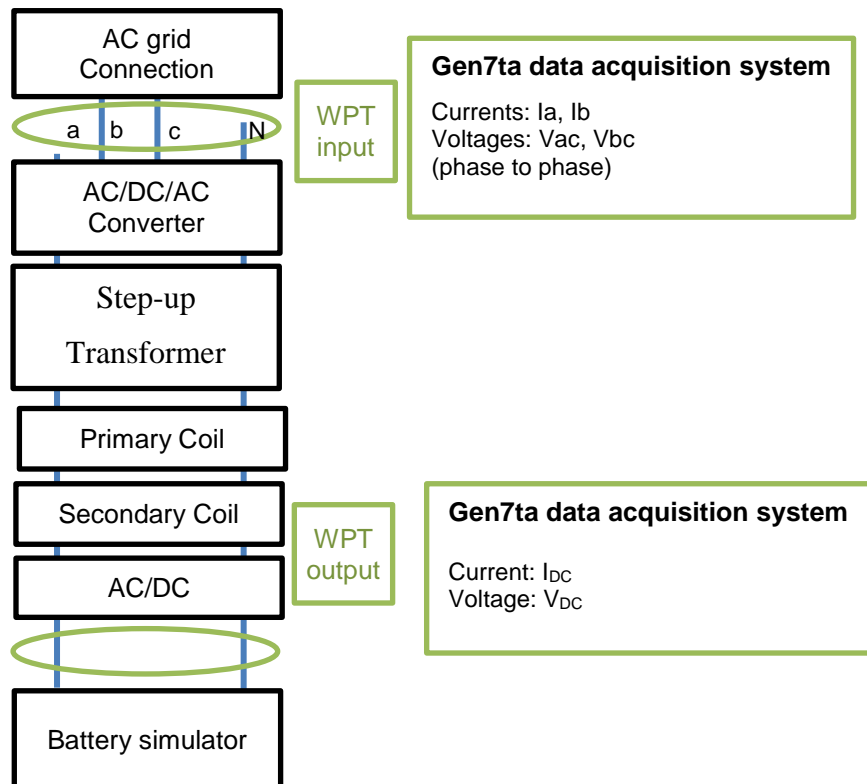 AC grid
Connection
a b c N
WPT
input
Gen7ta data acquisition system
Currents: Ia, Ib
Voltages: Vac, Vbc
(phase to phase)
AC/DC/AC
Converter
Step-up
Transformer
Primary Coil
Secondary Coil
AC/DC
WPT
output
Gen7ta data acquisition system
Current: IDC
Voltage: VDC
Battery simulator